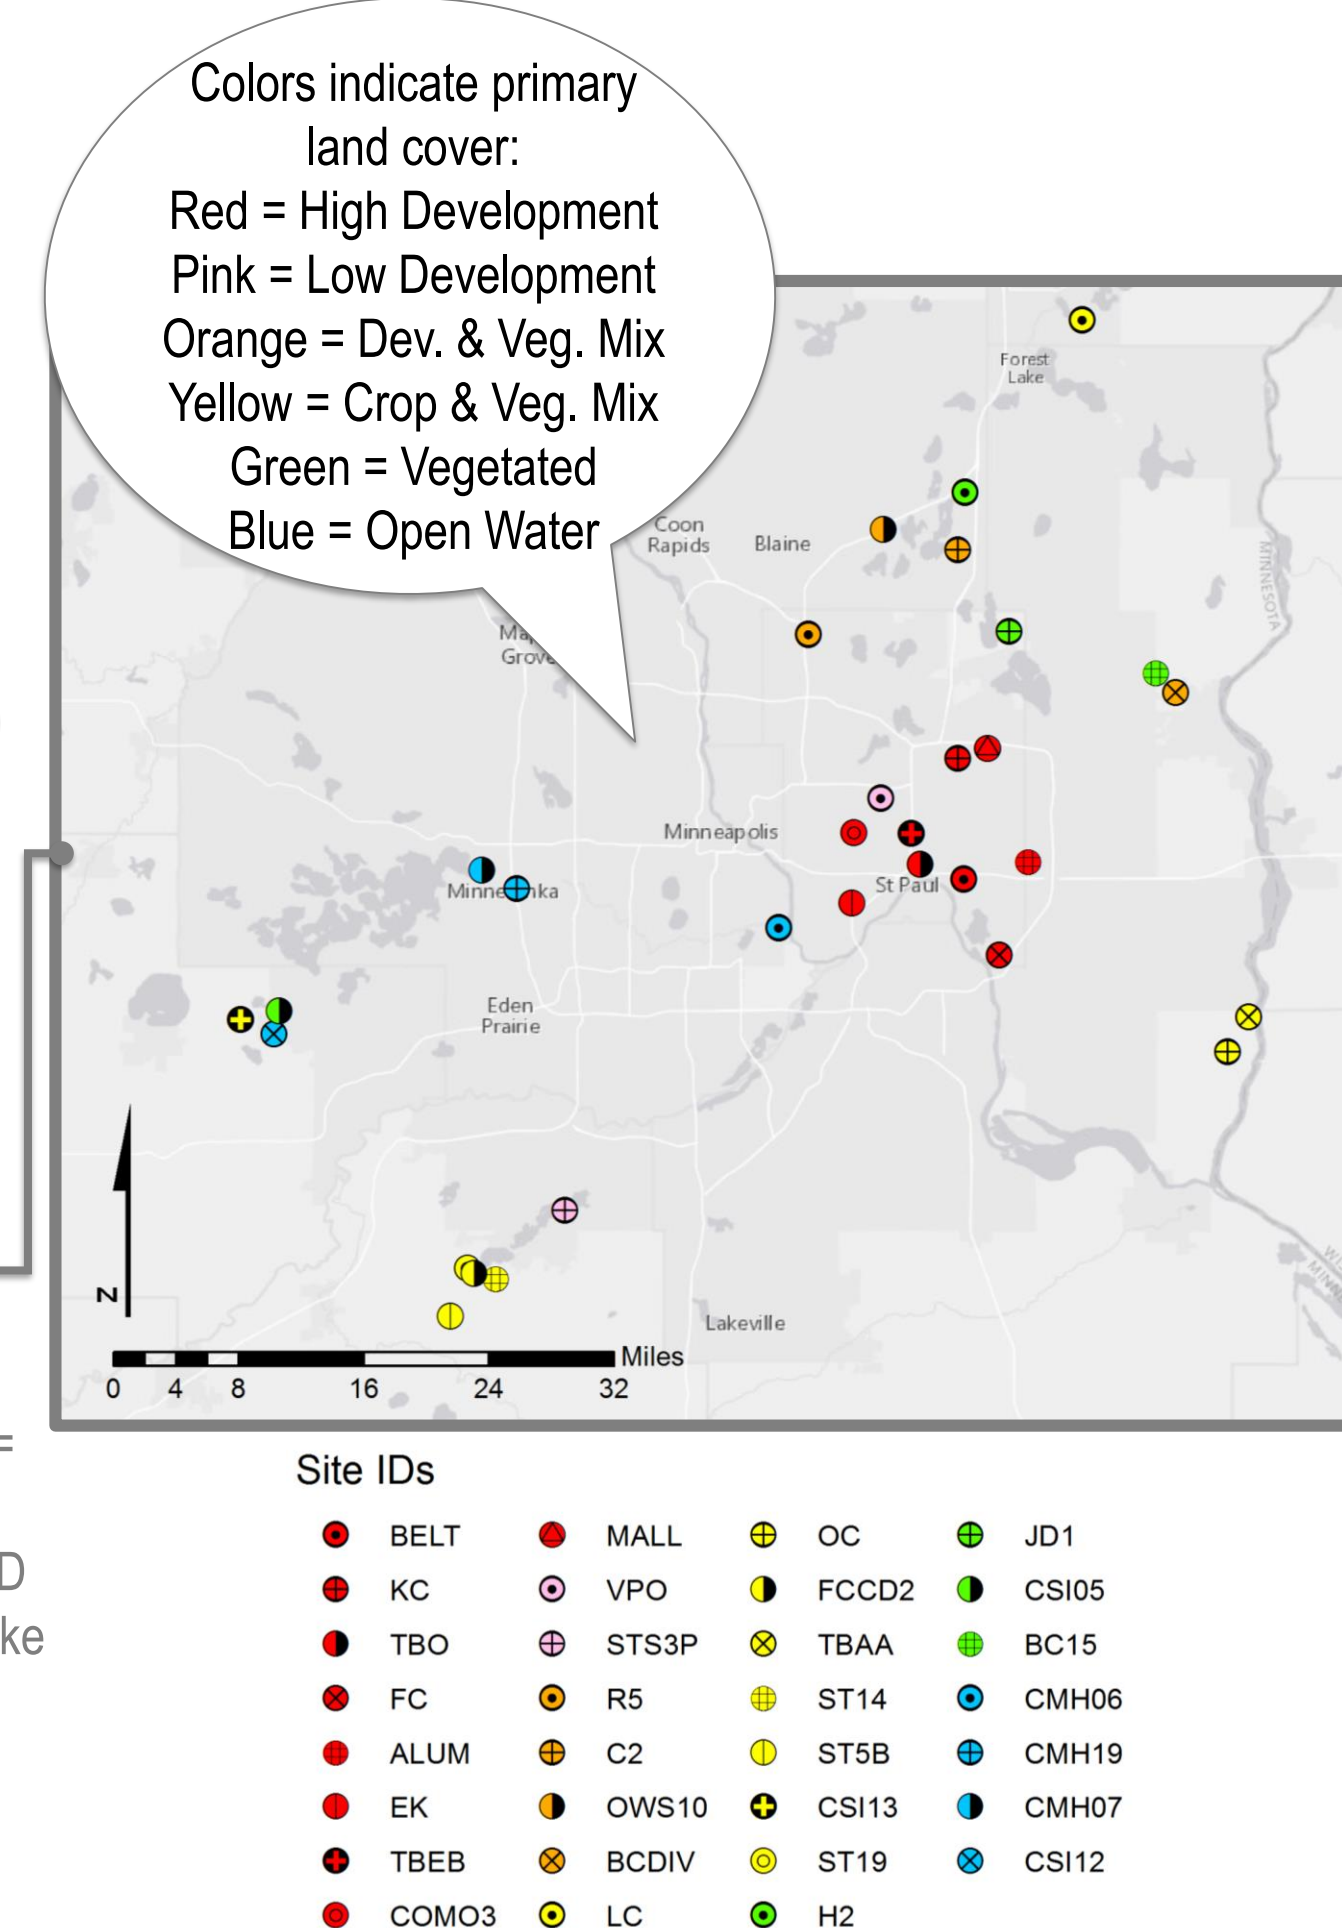 Colors indicate primary
land cover:
Red = High Development
Pink = Low Development
Orange = Dev. & Veg. Mix
Yellow = Crop & Veg. Mix
Green = Vegetated
Blue = Open Water
Forest
Lake
Coon
Rapids
Blaine
MINNESOTA
Grove
Minneapolis
St Paul
Eden
Prairie
Lakeville
N
Miles
0 4 8 16 24 32
=
D
ke
Site IDs
BELT MALL OC JD1
KC VPO FCCD2 CSI05
TBO STS3P TBAA BC15
FC R5 ST14 CMH06
ALUM C2 ST5B CMH19
EK OWS10 CSI13 CMH07
TBEB BCDIV ST19 CSI12
COMO3 LC H2